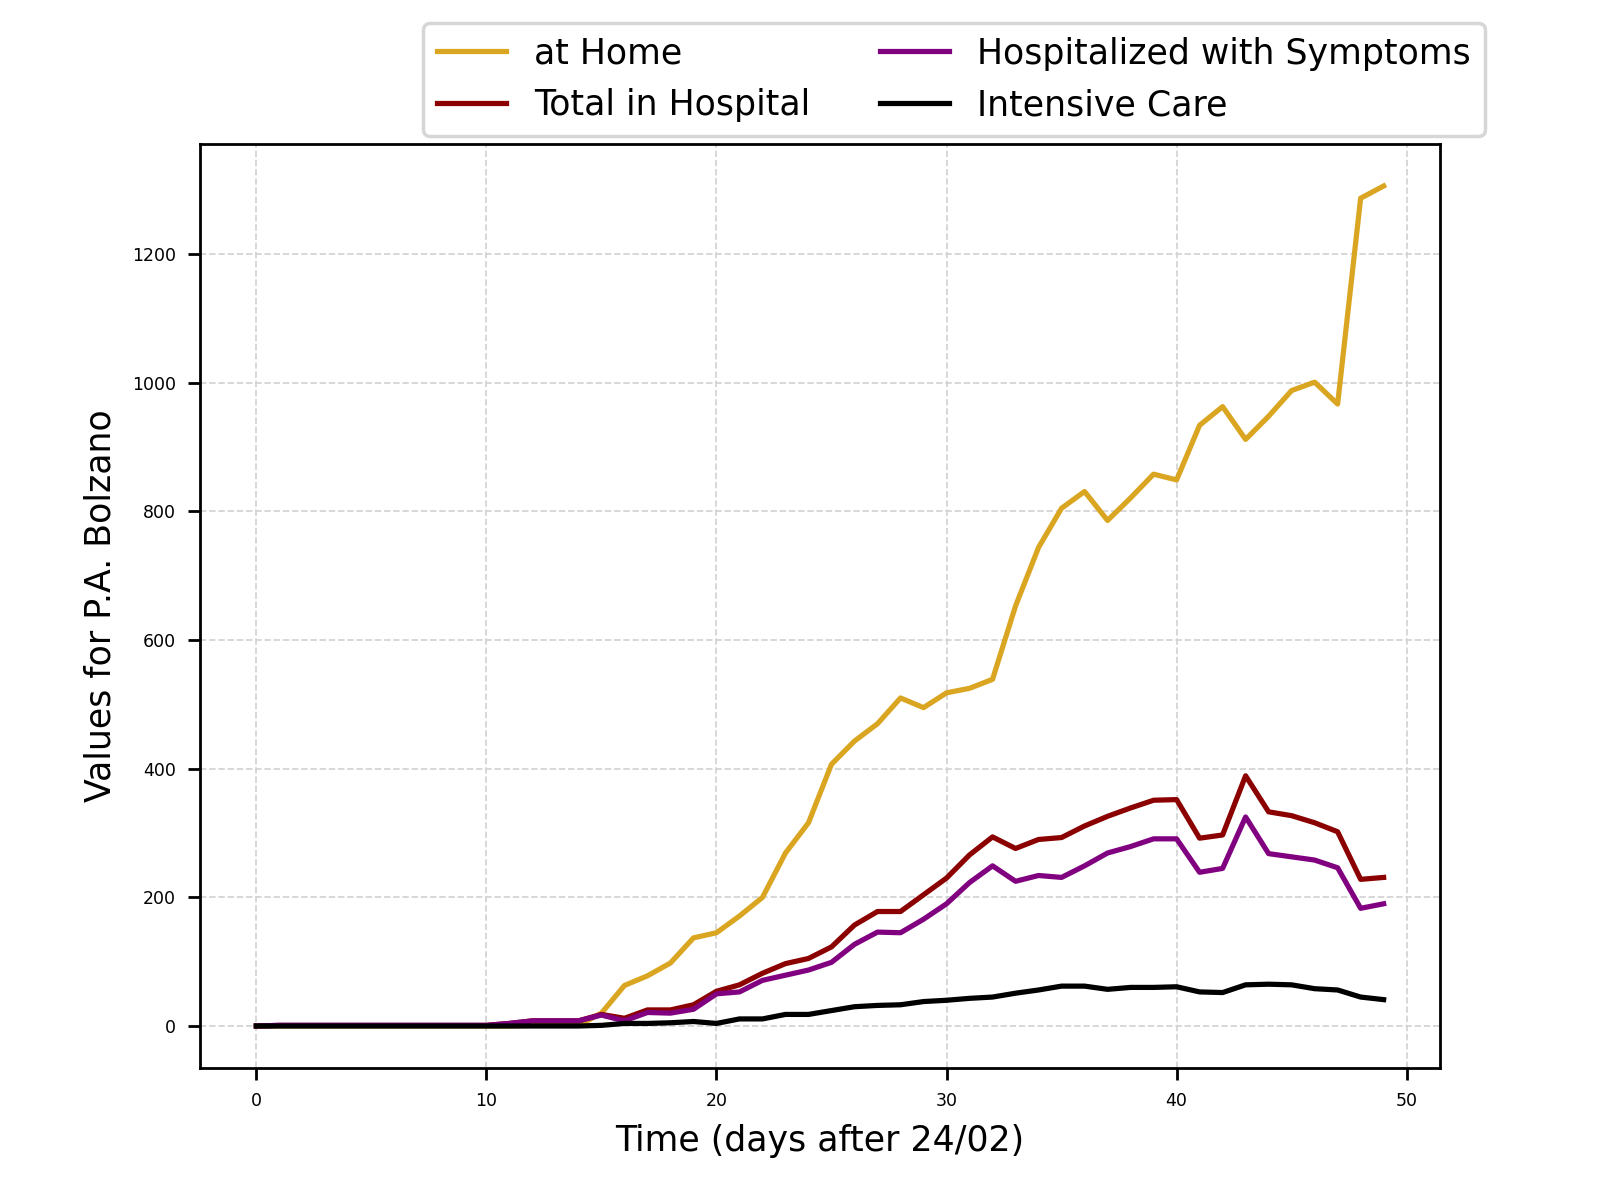 at Home
Total in Hospital
Hospitalized with Symptoms
Intensive Care
Values for P.A. Bolzano
1200
1000
800
600
400
200
0
0 10 20 30 40 50
Time (days after 24/02)